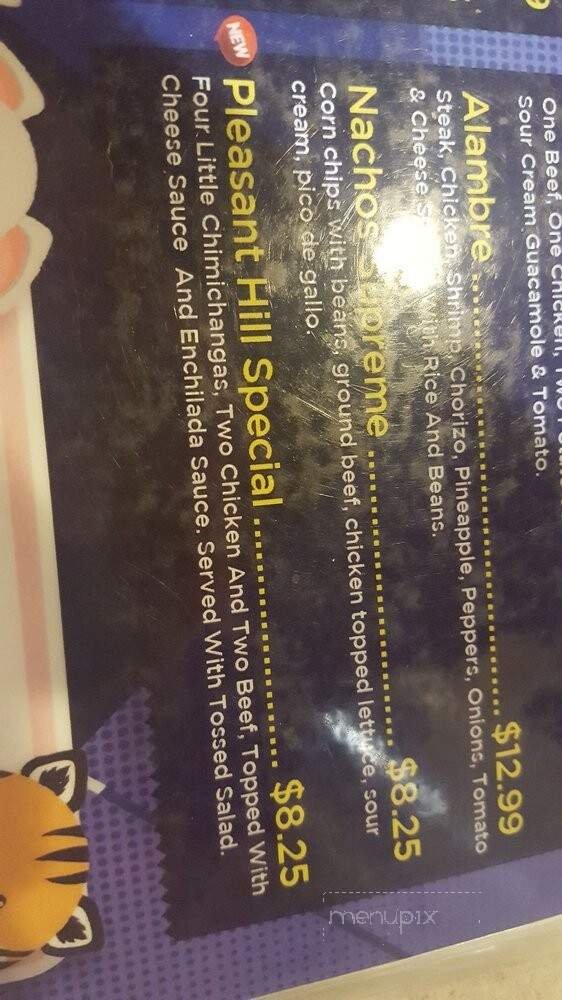 One Beef, One Chicken, Two
Sour Cream, Guacamole & Tomato.
Alambre .......... $12.99
Steak, Chicken, Shrimp, Chorizo, Pineapple, Peppers, Onions, Tomato
& Cheese With Rice And Beans.
Nachos Supreme .......... $8.25
Corn chips with beans, ground beef, chicken topped lettuce, sour
cream, pico de gallo.
NEW
Pleasant Hill Special .......... $8.25
Four Little Chimichangas, Two Chicken And Two Beef, Topped With
Cheese Sauce And Enchilada Sauce. Served With Tossed Salad.
menupix